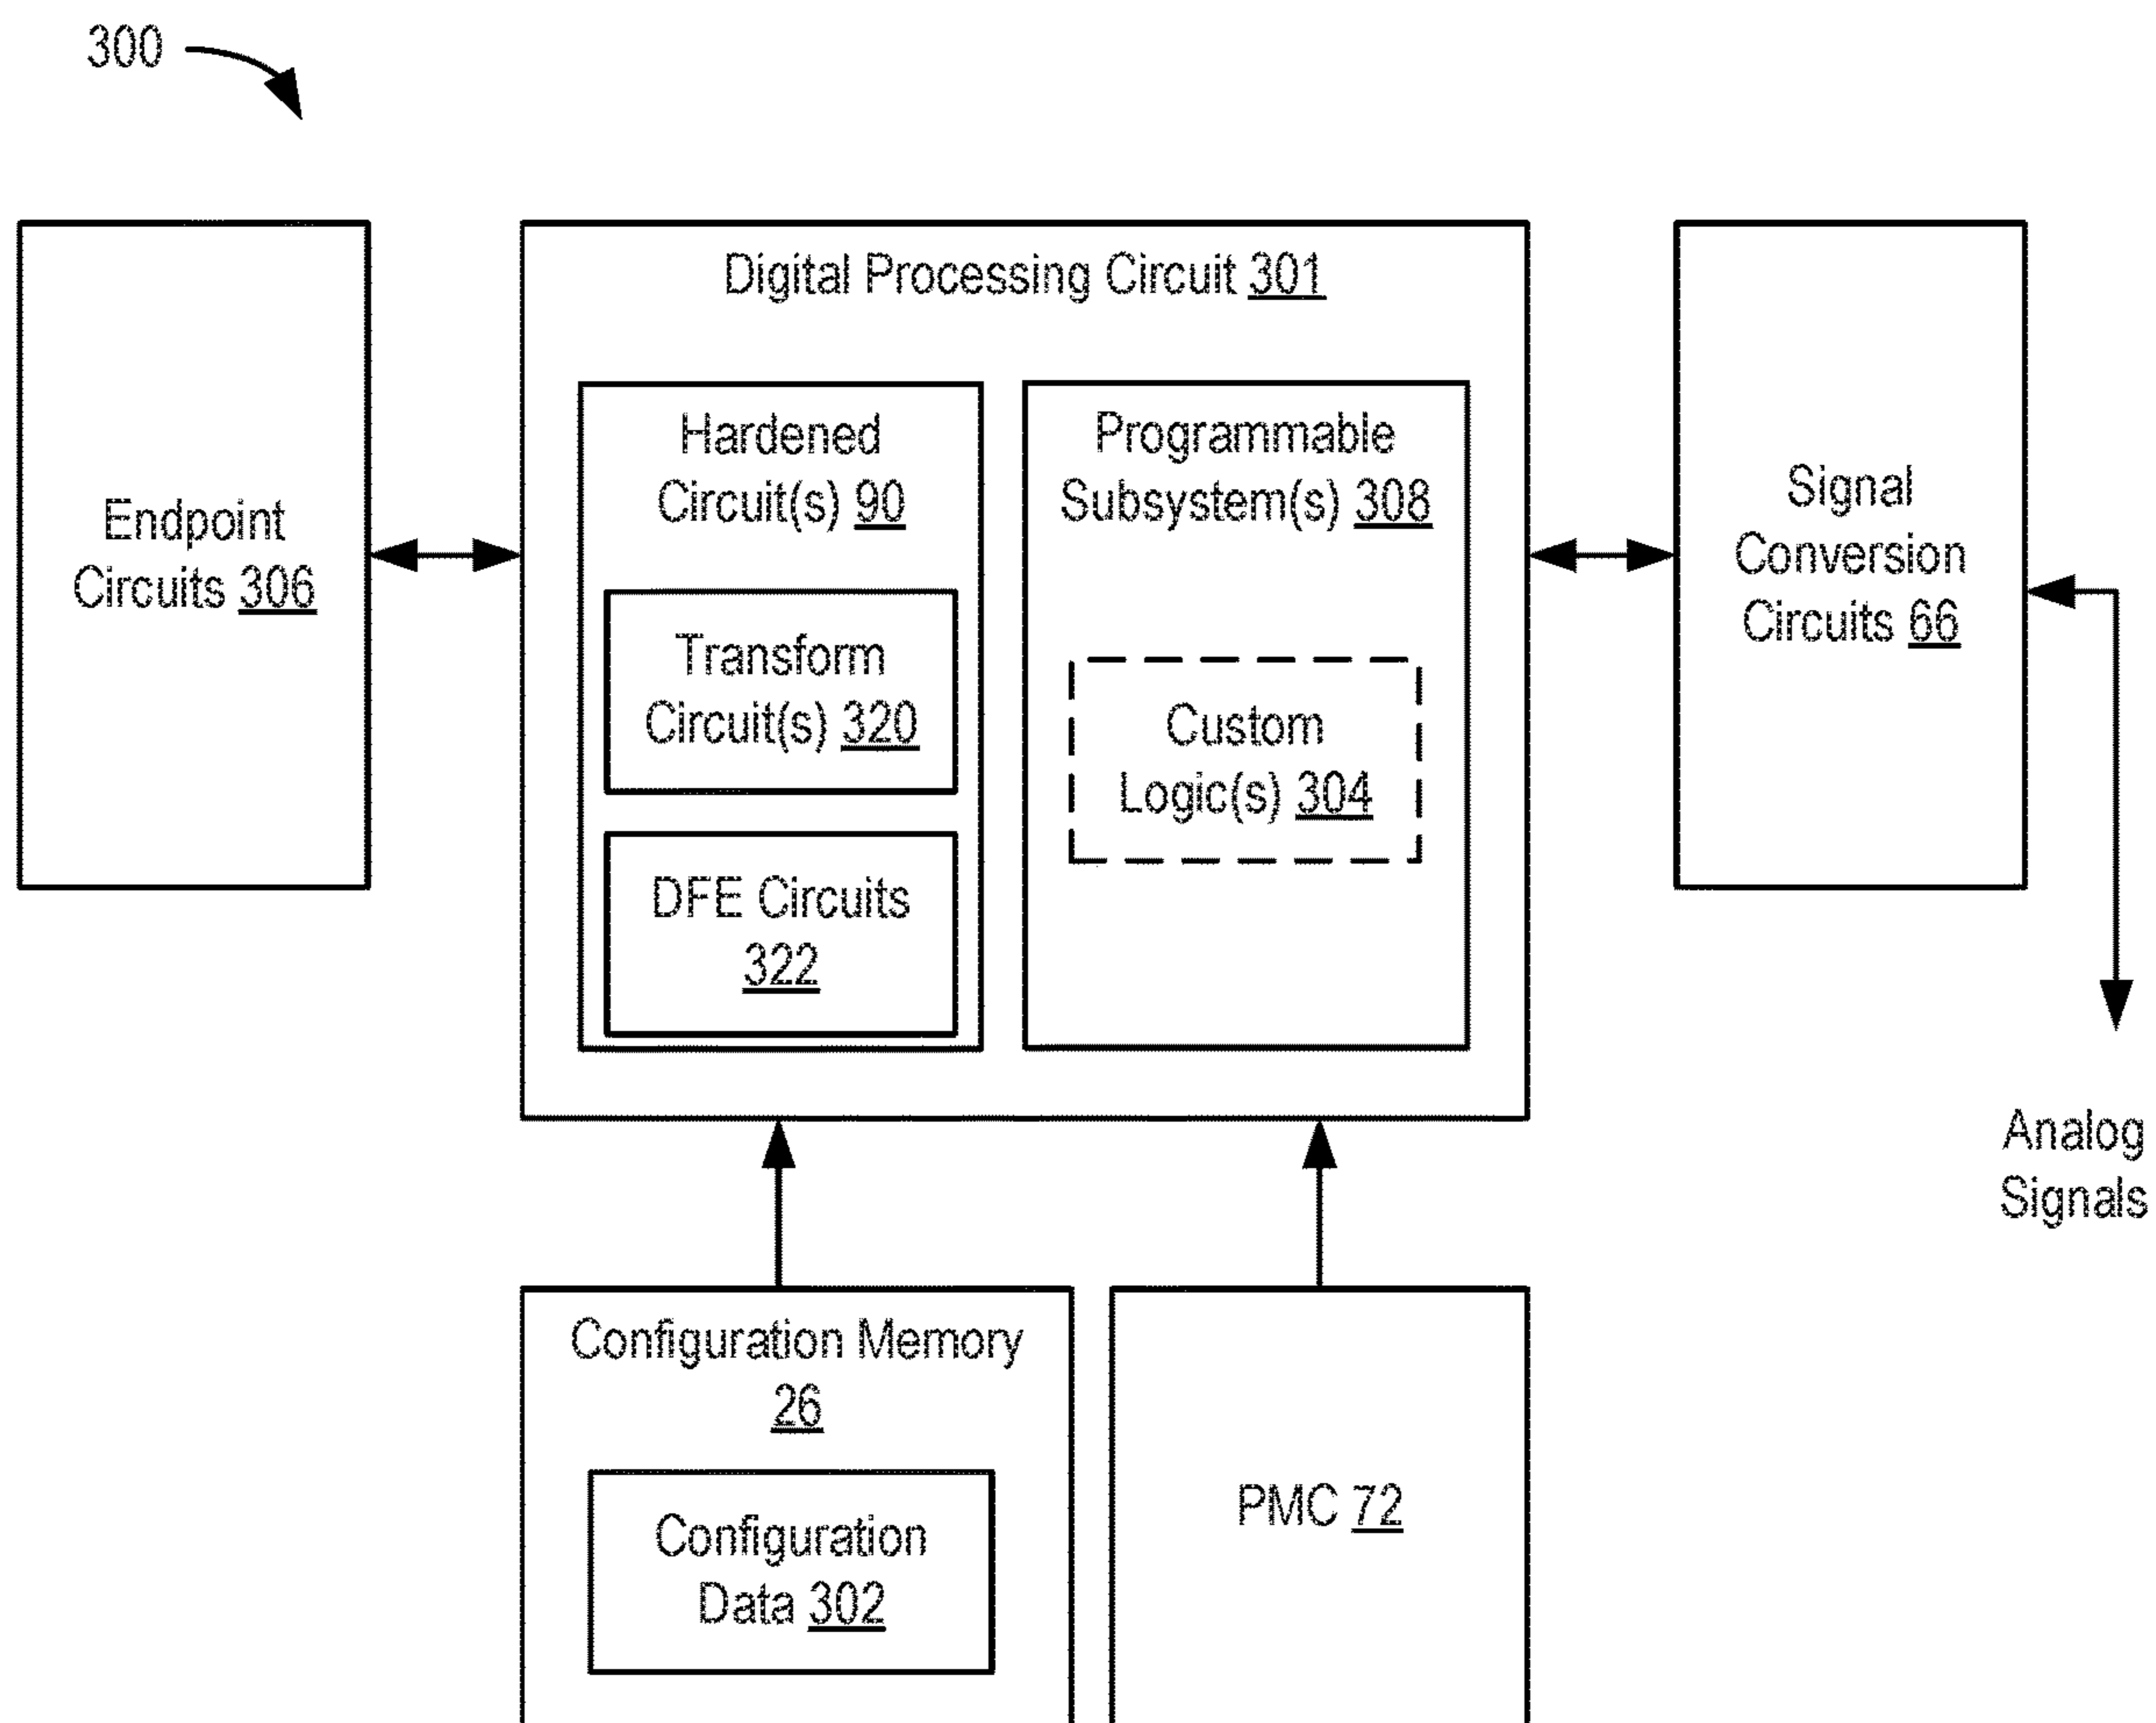 300
Digital Processing Circuit 301
Endpoint
Circuits 306
Hardened
Circuit(s) 90
Transform
Circuit(s) 320
DFE Circuits
322
Programmable
Subsystem(s) 308
Custom
Logic(s) 304
Signal
Conversion
Circuits 66
Analog
Signals
Configuration Memory
26
Configuration
Data 302
PMC 72